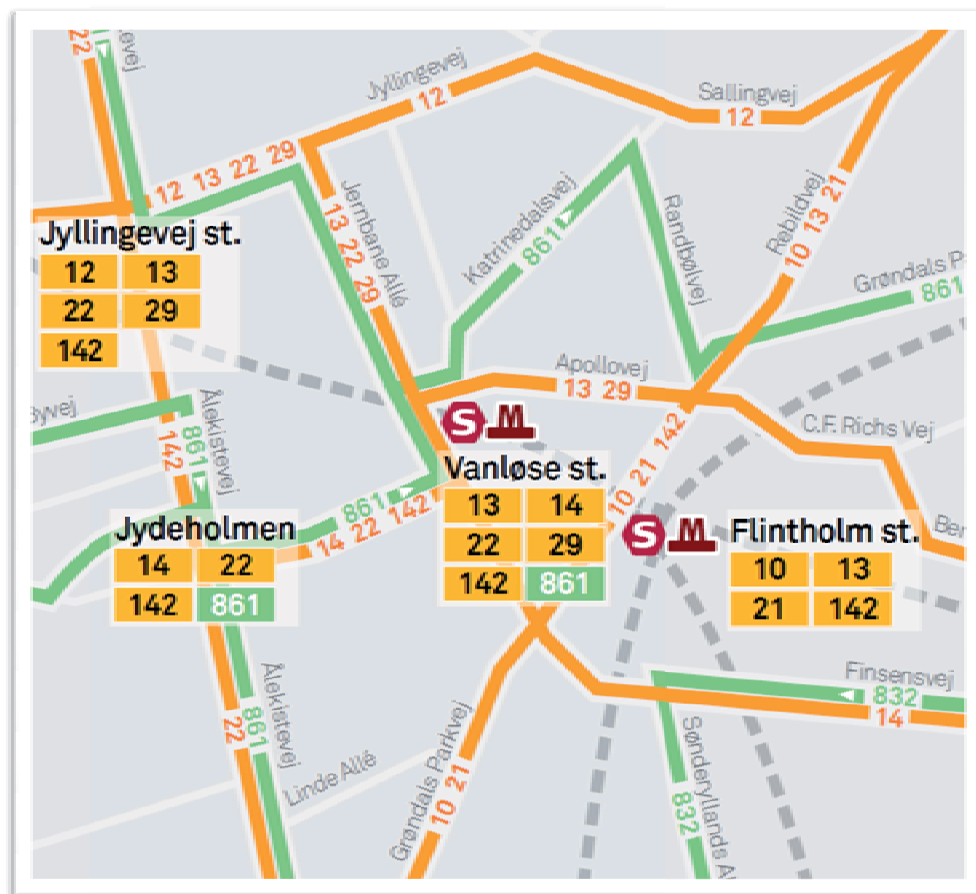 22
Jyllingevej
12
Sallingvej
12
12 13 22 29
Jernbane Allé
13 22 29
Katrinedalsvej
861
Randbølvej
Rebildvej
10 13 21
Grøndals P
861
Jyllingevej st.
12 13
22 29
142
Apollovej
13 29
C.F. Richs Vej
byvej
Ålekistevej
142
861
S M
Vanløse st.
13 14
22 29
142 861
10 21 142
861
14 22 142
Jydeholmen
14 22
142 861
S M
Flintholm st.
10 13
21 142
Ber
Finsensvej
832
14
Ålekistevej
22
861
Linde Allé
Grøndals Parkvej
10 21
Sønderjyllands A
832